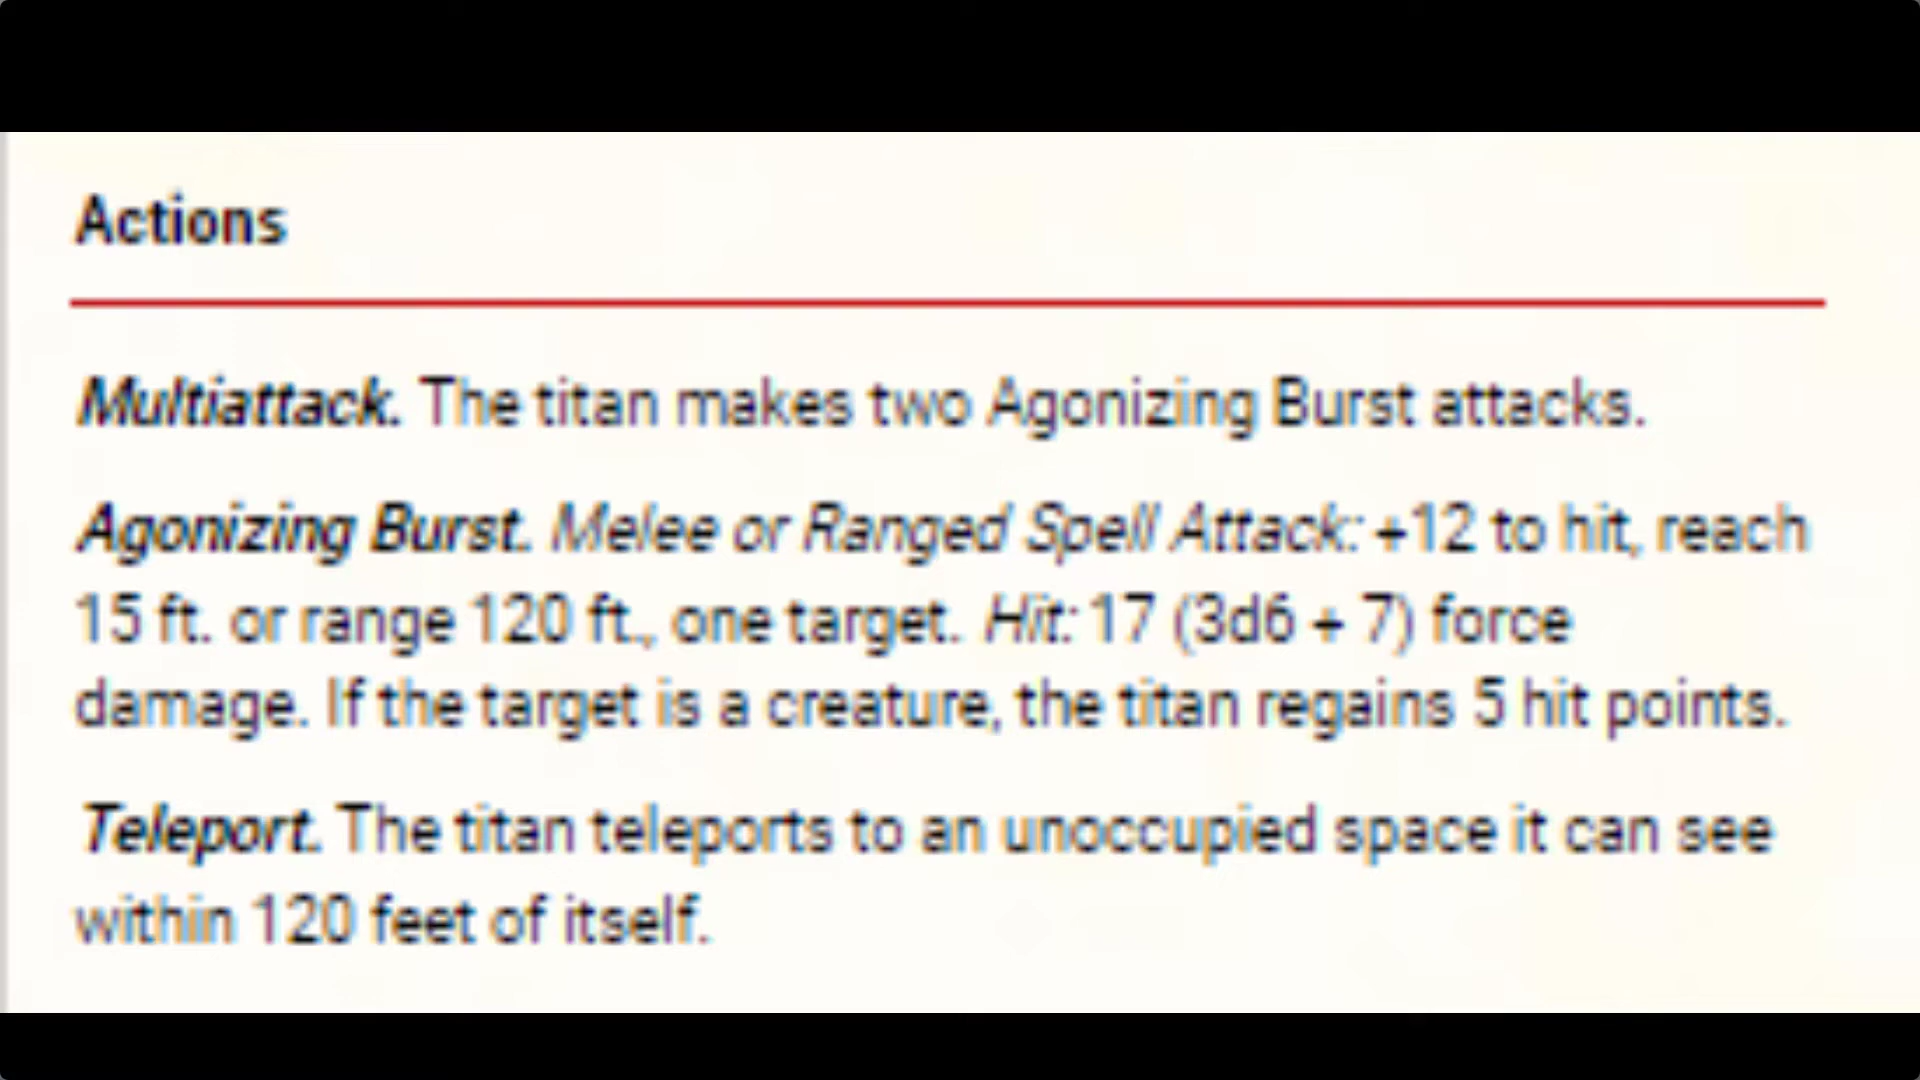 Actions
Multiattack. The titan makes two Agonizing Burst attacks.
Agonizing Burst. Melee or Ranged Spell Attack: +12 to hit, reach
15 ft. or range 120 ft., one target. Hit: 17 (3d6 + 7) force
damage. If the target is a creature, the titan regains 5 hit points.
Teleport. The titan teleports to an unoccupied space it can see
within 120 feet of itself.